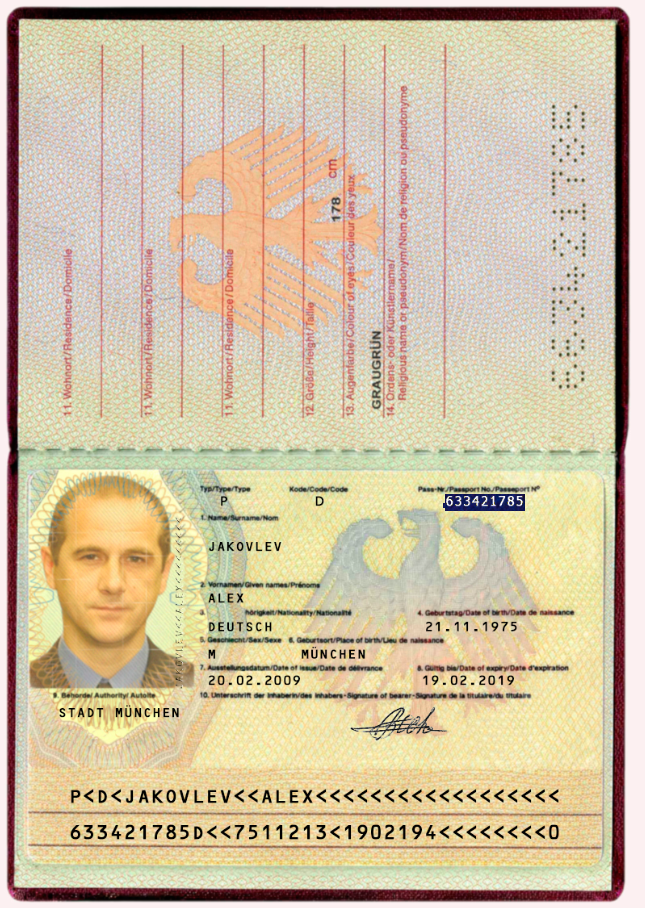 11. Wohnort/Residence/Domicile
11. Wohnort/Residence/Domicile
11. Wohnort/Residence/Domicile
12. Größe/Height/Taille
178 cm
13. Augenfarbe/Colour of eyes/Couleur des yeux
GRAUGRÜN
14. Ordens- oder Künstlername/
Religious name or pseudonym/Nom de religion ou pseudonyme
Typ/Type/Type Kode/Code/Code Pass-Nr./Passport No./Passeport N°
P D 633421785
1. Name/Surname/Nom
JAKOVLEV
2. Vornamen/Given names/Prénoms
ALEX
3. hörigkeit/Nationality/Nationalité 4. Geburtstag/Date of birth/Date de naissance
DEUTSCH 21.11.1975
5. Geschlecht/Sex/Sexe 6. Geburtsort/Place of birth/Lieu de naissance
M MÜNCHEN
7. Ausstellungsdatum/Date of issue/Date de délivrance 8. Gültig bis/Date of expiry/Date d'expiration
20.02.2009 19.02.2019
9. Behörde/Authority/Autorité 10. Unterschrift der Inhaberin/des Inhabers-Signature of bearer-Signature de la titulaire/du titulaire
STADT MÜNCHEN
P<D<JAKOVLEV<<ALEX<<<<<<<<<<<<<<<<<<
633421785D<<7511213<1902194<<<<<<<<0